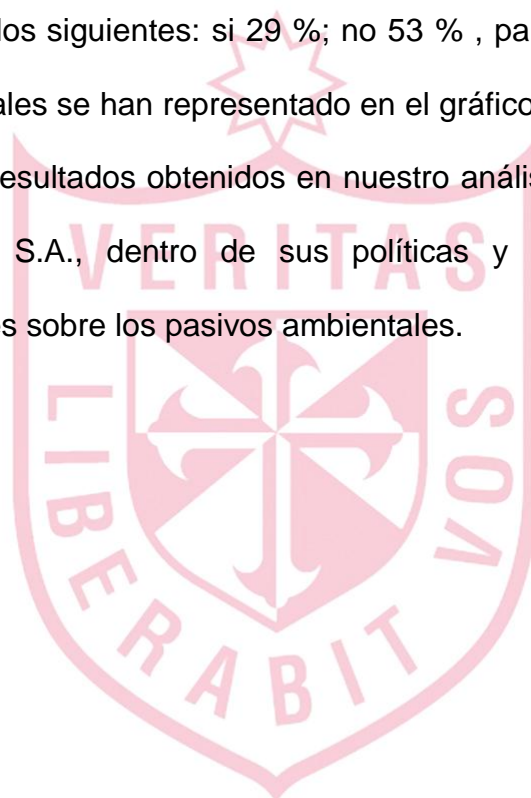 los siguientes: si 29 %; no 53 % , pa
ales se han representado en el gráfico
esultados obtenidos en nuestro anális
S.A., dentro de sus políticas y
es sobre los pasivos ambientales.
VERITAS
LIBERABIT VOS